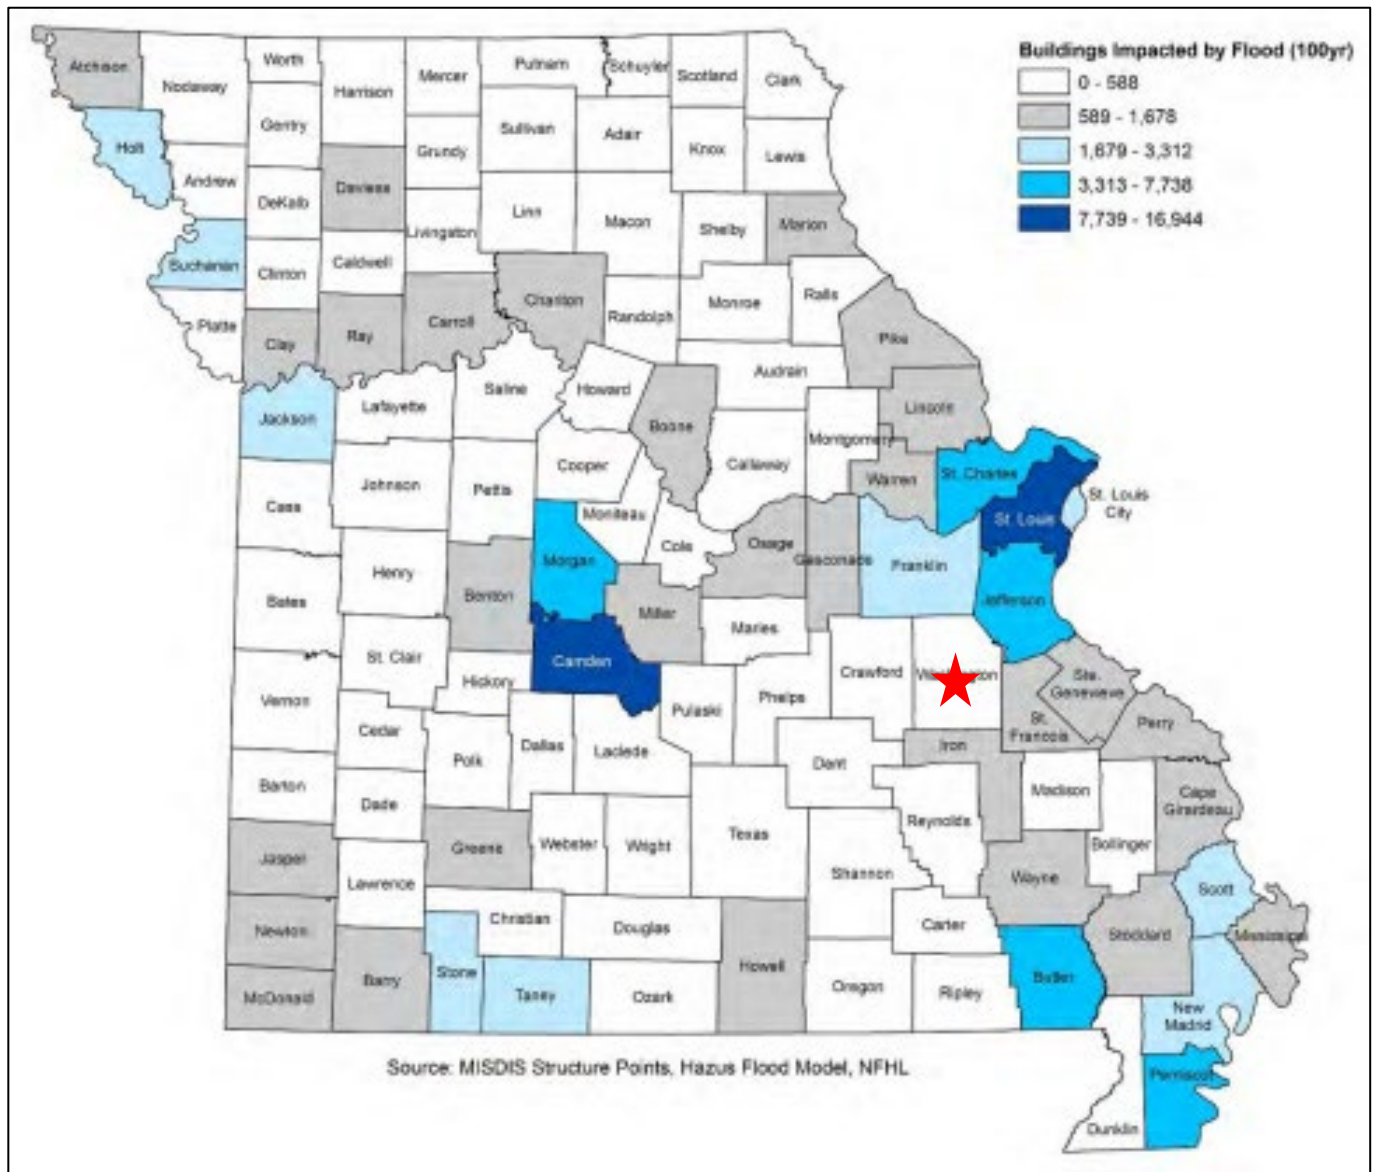 Buildings Impacted by Flood (100yr)
0 - 588
589 - 1,678
1,679 - 3,312
3,313 - 7,738
7,739 - 16,944
Atchison
Nodaway
Worth
Harrison
Mercer
Putnam
Schuyler
Scotland
Clark
Gentry
Holt
Andrew
DeKalb
Daviess
Grundy
Sullivan
Adair
Knox
Lewis
Linn
Macon
Shelby
Marion
Livingston
Buchanan
Clinton
Caldwell
Platte
Clay
Ray
Carroll
Chariton
Randolph
Monroe
Ralls
Pike
Audrain
Jackson
Lafayette
Saline
Howard
Boone
Callaway
Montgomery
Lincoln
Warren
St. Charles
St. Louis
St. Louis
City
Cass
Johnson
Pettis
Cooper
Moniteau
Cole
Osage
Gasconade
Franklin
Jefferson
Morgan
Bates
Henry
Benton
Miller
Maries
Camden
St. Clair
Hickory
Vernon
Cedar
Polk
Dallas
Laclede
Pulaski
Phelps
Crawford
Washington
Ste.
Genevieve
St.
Francois
Perry
Iron
Dent
Madison
Cape
Girardeau
Barton
Dade
Jasper
Greene
Webster
Wright
Texas
Reynolds
Bollinger
Shannon
Wayne
Scott
Lawrence
Christian
Douglas
Howell
Carter
Stoddard
Mississippi
Newton
McDonald
Barry
Stone
Taney
Ozark
Oregon
Ripley
Butler
New
Madrid
Pemiscot
Dunklin
Source: MISDIS Structure Points, Hazus Flood Model, NFHL